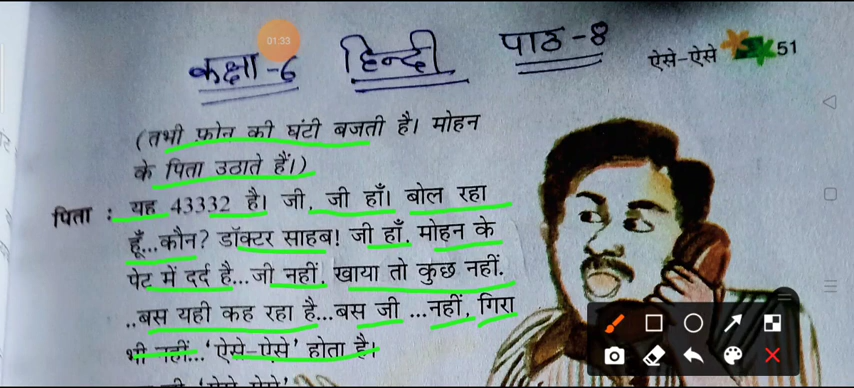 01:33
कक्षा-6 हिन्दी पाठ-8
ऐसे-ऐसे 51
(तभी फ़ोन की घंटी बजती है। मोहन
के पिता उठाते हैं।)
पिता : यह 43332 है। जी, जी हाँ। बोल रहा
हूँ...कौन? डॉक्टर साहब! जी हाँ, मोहन के
पेट में दर्द है...जी नहीं, खाया तो कुछ नहीं.
..बस यही कह रहा है...बस जी ...नहीं, गिरा
भी नहीं...‘ऐसे-ऐसे’ होता है।